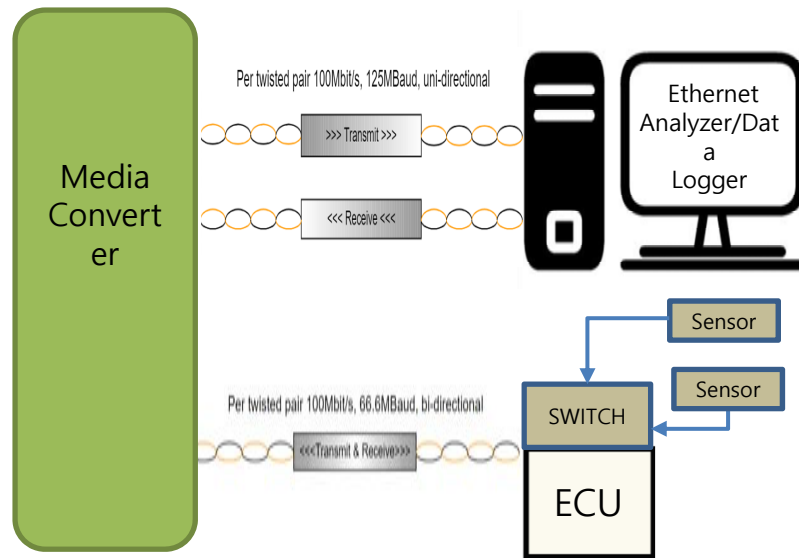 Per twisted pair 100Mbit/s, 125MBaud, uni-directional
>>> Transmit >>>
<<< Receive <<<
Media
Convert
er
Ethernet
Analyzer/Dat
a
Logger
Sensor
Sensor
Per twisted pair 100Mbit/s, 66.6MBaud, bi-directional
<<<Transmit & Receive>>>
SWITCH
ECU